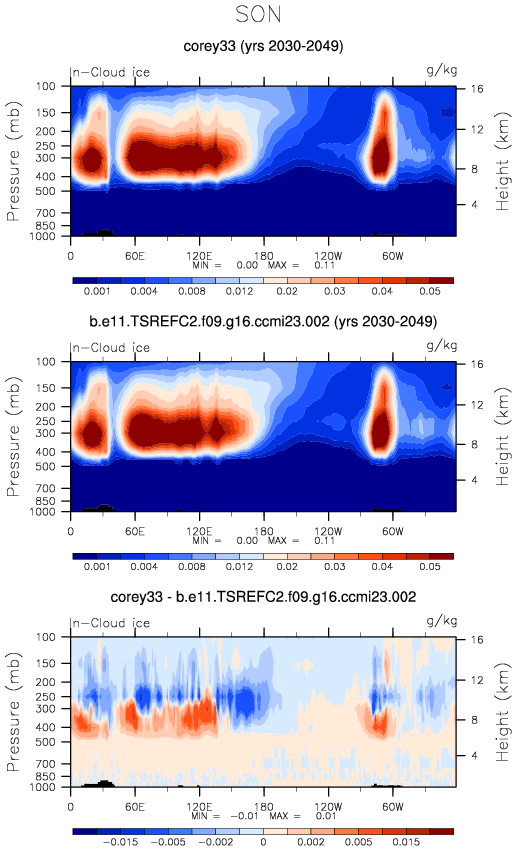 SON
corey33 (yrs 2030-2049)
n-Cloud ice g/kg
Pressure (mb)
100
150
200
250
300
400
500
700
850
1000
16
12
8
4
Height (km)
0 60E 120E 180 120W 60W
MIN = 0.00 MAX = 0.11
0.001 0.004 0.008 0.012 0.02 0.03 0.04 0.05
b.e11.TSREFC2.f09.g16.ccmi23.002 (yrs 2030-2049)
n-Cloud ice g/kg
Pressure (mb)
100
150
200
250
300
400
500
700
850
1000
16
12
8
4
Height (km)
0 60E 120E 180 120W 60W
MIN = 0.00 MAX = 0.11
0.001 0.004 0.008 0.012 0.02 0.03 0.04 0.05
corey33 - b.e11.TSREFC2.f09.g16.ccmi23.002
n-Cloud ice g/kg
Pressure (mb)
100
150
200
250
300
400
500
700
850
1000
16
12
8
4
Height (km)
0 60E 120E 180 120W 60W
MIN = -0.01 MAX = 0.01
-0.015 -0.005 -0.002 0 0.002 0.005 0.015